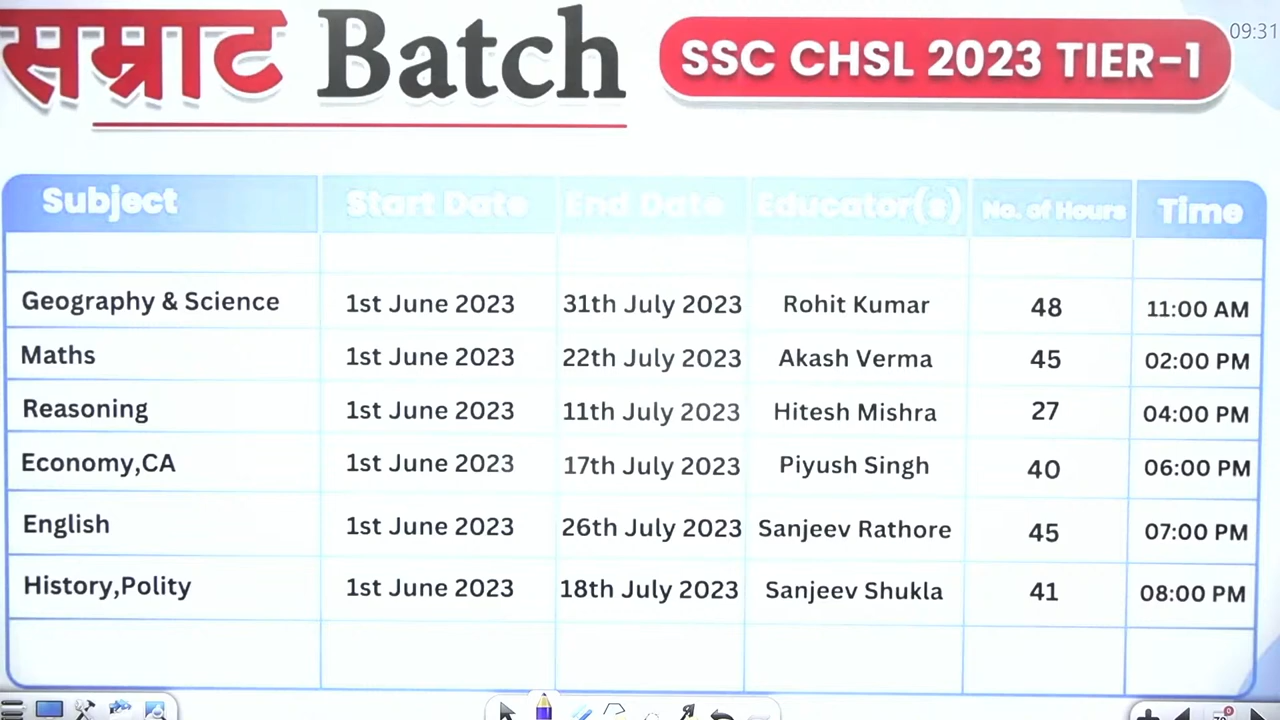 सम्राट Batch SSC CHSL 2023 TIER-1 09:31
Subject Start Date End Date Educator(s) No. of Hours Time
Geography & Science 1st June 2023 31th July 2023 Rohit Kumar 48 11:00 AM
Maths 1st June 2023 22th July 2023 Akash Verma 45 02:00 PM
Reasoning 1st June 2023 11th July 2023 Hitesh Mishra 27 04:00 PM
Economy,CA 1st June 2023 17th July 2023 Piyush Singh 40 06:00 PM
English 1st June 2023 26th July 2023 Sanjeev Rathore 45 07:00 PM
History,Polity 1st June 2023 18th July 2023 Sanjeev Shukla 41 08:00 PM